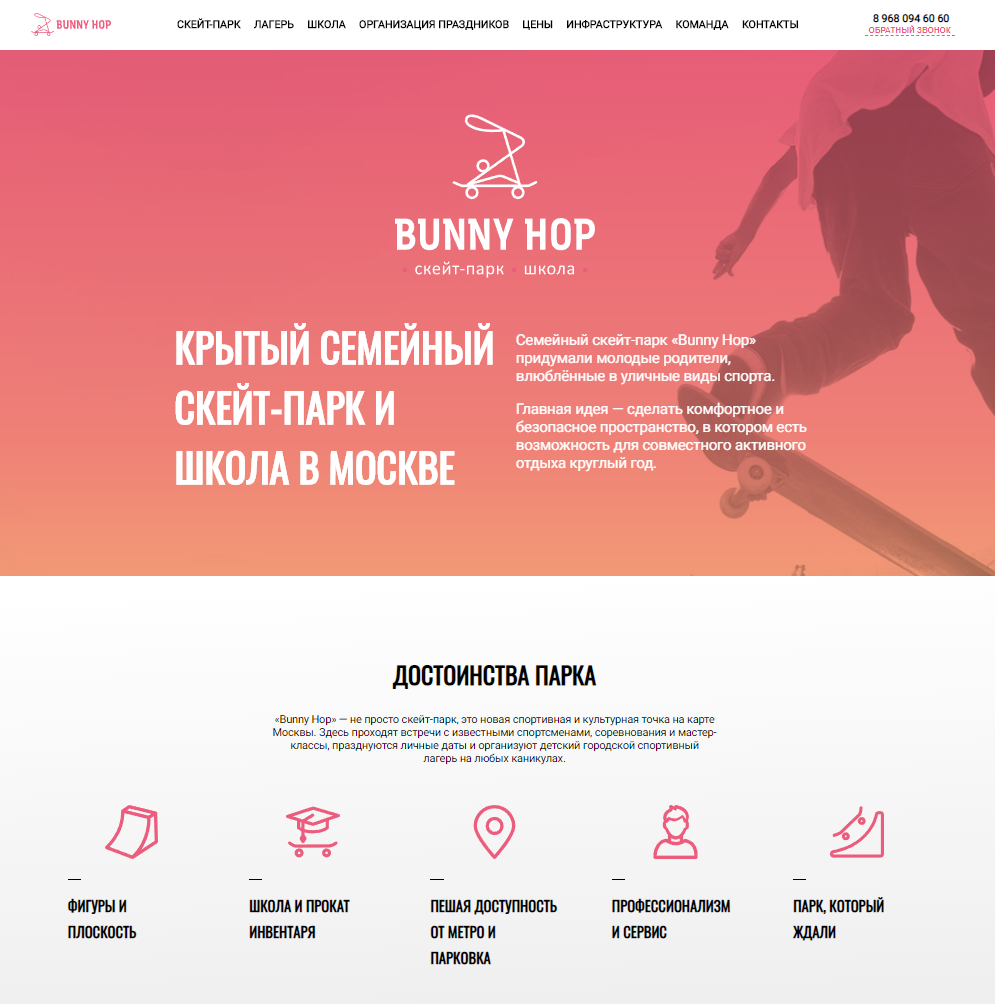 BUNNY HOP
СКЕЙТ-ПАРК ЛАГЕРЬ ШКОЛА ОРГАНИЗАЦИЯ ПРАЗДНИКОВ ЦЕНЫ ИНФРАСТРУКТУРА КОМАНДА КОНТАКТЫ
8 968 094 60 60
ОБРАТНЫЙ ЗВОНОК
BUNNY HOP
• скейт-парк • школа •
КРЫТЫЙ СЕМЕЙНЫЙ
СКЕЙТ-ПАРК И
ШКОЛА В МОСКВЕ
Семейный скейт-парк «Bunny Hop»
придумали молодые родители,
влюблённые в уличные виды спорта.
Главная идея — сделать комфортное и
безопасное пространство, в котором есть
возможность для совместного активного
отдыха круглый год.
ДОСТОИНСТВА ПАРКА
«Bunny Hop» — не просто скейт-парк, это новая спортивная и культурная точка на карте
Москвы. Здесь проходят встречи с известными спортсменами, соревнования и мастер-
классы, празднуются личные даты и организуют детский городской спортивный
лагерь на любых каникулах.
ФИГУРЫ И
ПЛОСКОСТЬ
ШКОЛА И ПРОКАТ
ИНВЕНТАРЯ
ПЕШАЯ ДОСТУПНОСТЬ
ОТ МЕТРО И
ПАРКОВКА
ПРОФЕССИОНАЛИЗМ
И СЕРВИС
ПАРК, КОТОРЫЙ
ЖДАЛИ